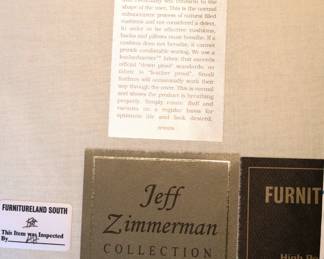 shape of the user. This is the normal
subsequence process of natural filled
cushions and not considered a defect.
In order to be effective cushions,
backs and pillows must breathe. If a
cushion does not breathe, it cannot
provide comfortable seating. We use a
fabric that exceeds
official "down proof" standards, no
fabric is "feather proof". Small
feathers will occasionally work their
way through the cover. This is normal
and shows the product is breathing
properly. Simply zoom, fluff and
vacuum on a regular basis for
optimum life and look desired.
Jeff
Zimmerman
COLLECTION
FURNIT
FURNITURELAND SOUTH
This Item was Inspected
By